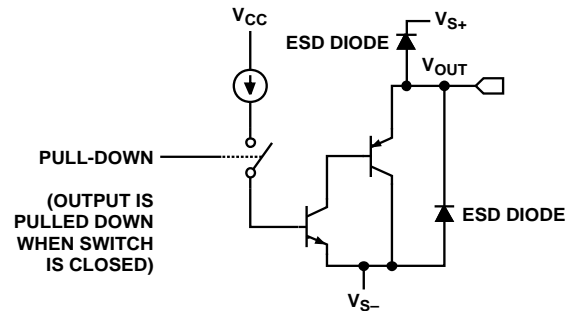 VCC
VS+
ESD DIODE
VOUT
PULL-DOWN
(OUTPUT IS
PULLED DOWN
WHEN SWITCH
IS CLOSED)
ESD DIODE
VS–